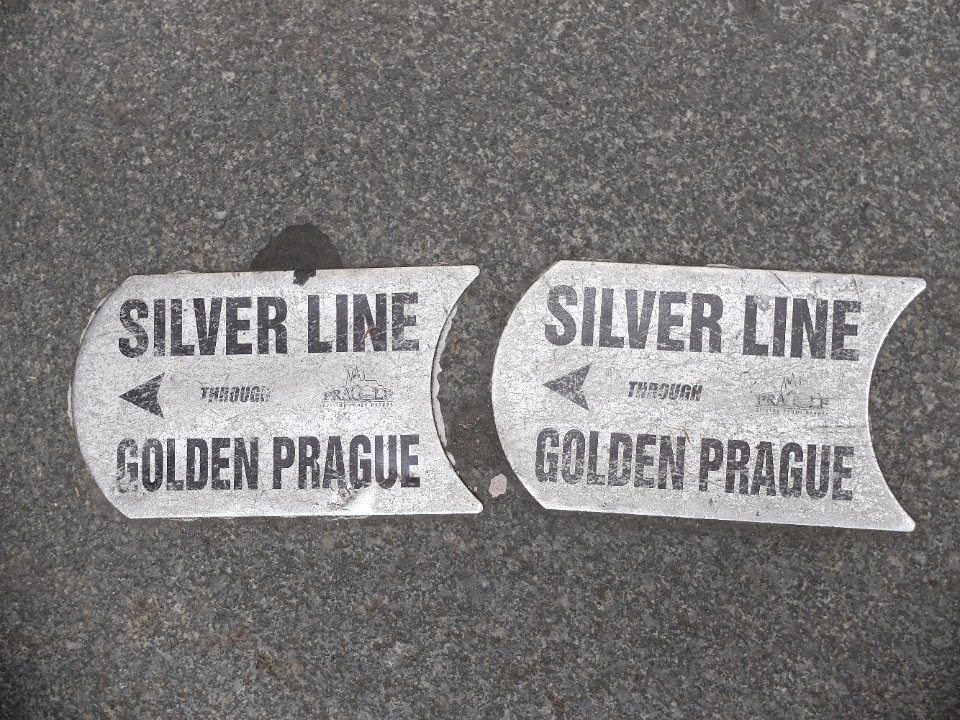 SILVER LINE
THROUGH
GOLDEN PRAGUE
SILVER LINE
THROUGH
GOLDEN PRAGUE